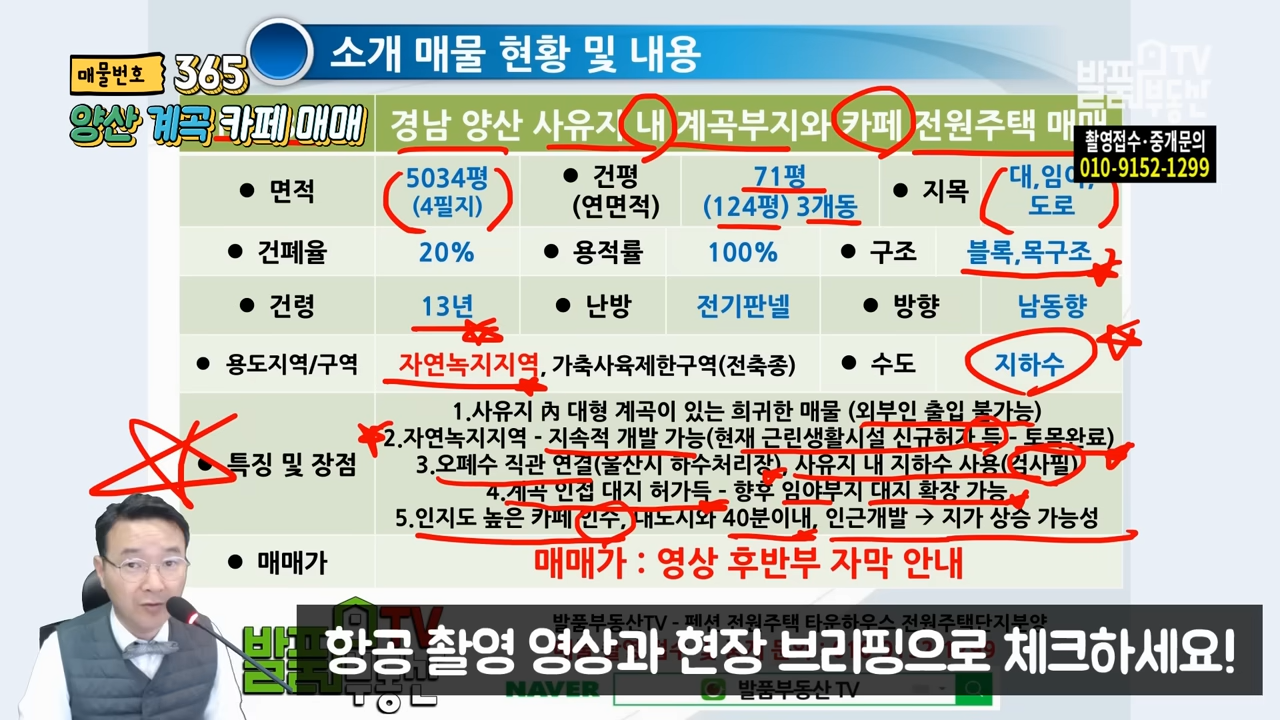 소개 매물 현황 및 내용
매물번호 365
양산 계곡 카페 매매
발품부동산TV
촬영접수·중개문의
010-9152-1299
경남 양산 사유지 내 계곡부지와 카페 전원주택 매매
● 면적 5034평 (4필지) ● 건평 (연면적) 71평 (124평) 3개동 ● 지목 대,임야, 도로
● 건폐율 20% ● 용적률 100% ● 구조 블록,목구조
● 건령 13년 ● 난방 전기판넬 ● 방향 남동향
● 용도지역/구역 자연녹지지역, 가축사육제한구역(전축종) ● 수도 지하수
● 특징 및 장점
1.사유지 內 대형 계곡이 있는 희귀한 매물 (외부인 출입 불가능)
2.자연녹지지역 - 지속적 개발 가능(현재 근린생활시설 신규허가 득 - 토목완료)
3.오폐수 직관 연결(울산시 하수처리장), 사유지 내 지하수 사용(검사필)
4.계곡 인접 대지 허가득 - 향후 임야부지 대지 확장 가능
5.인지도 높은 카페 인수, 대도시와 40분이내, 인근개발 → 지가 상승 가능성
● 매매가 매매가 : 영상 후반부 자막 안내
발품부동산TV
발품부동산TV - 펜션 전원주택 타운하우스 전원주택단지분양
항공 촬영 영상과 현장 브리핑으로 체크하세요!
NAVER 발품부동산 TV